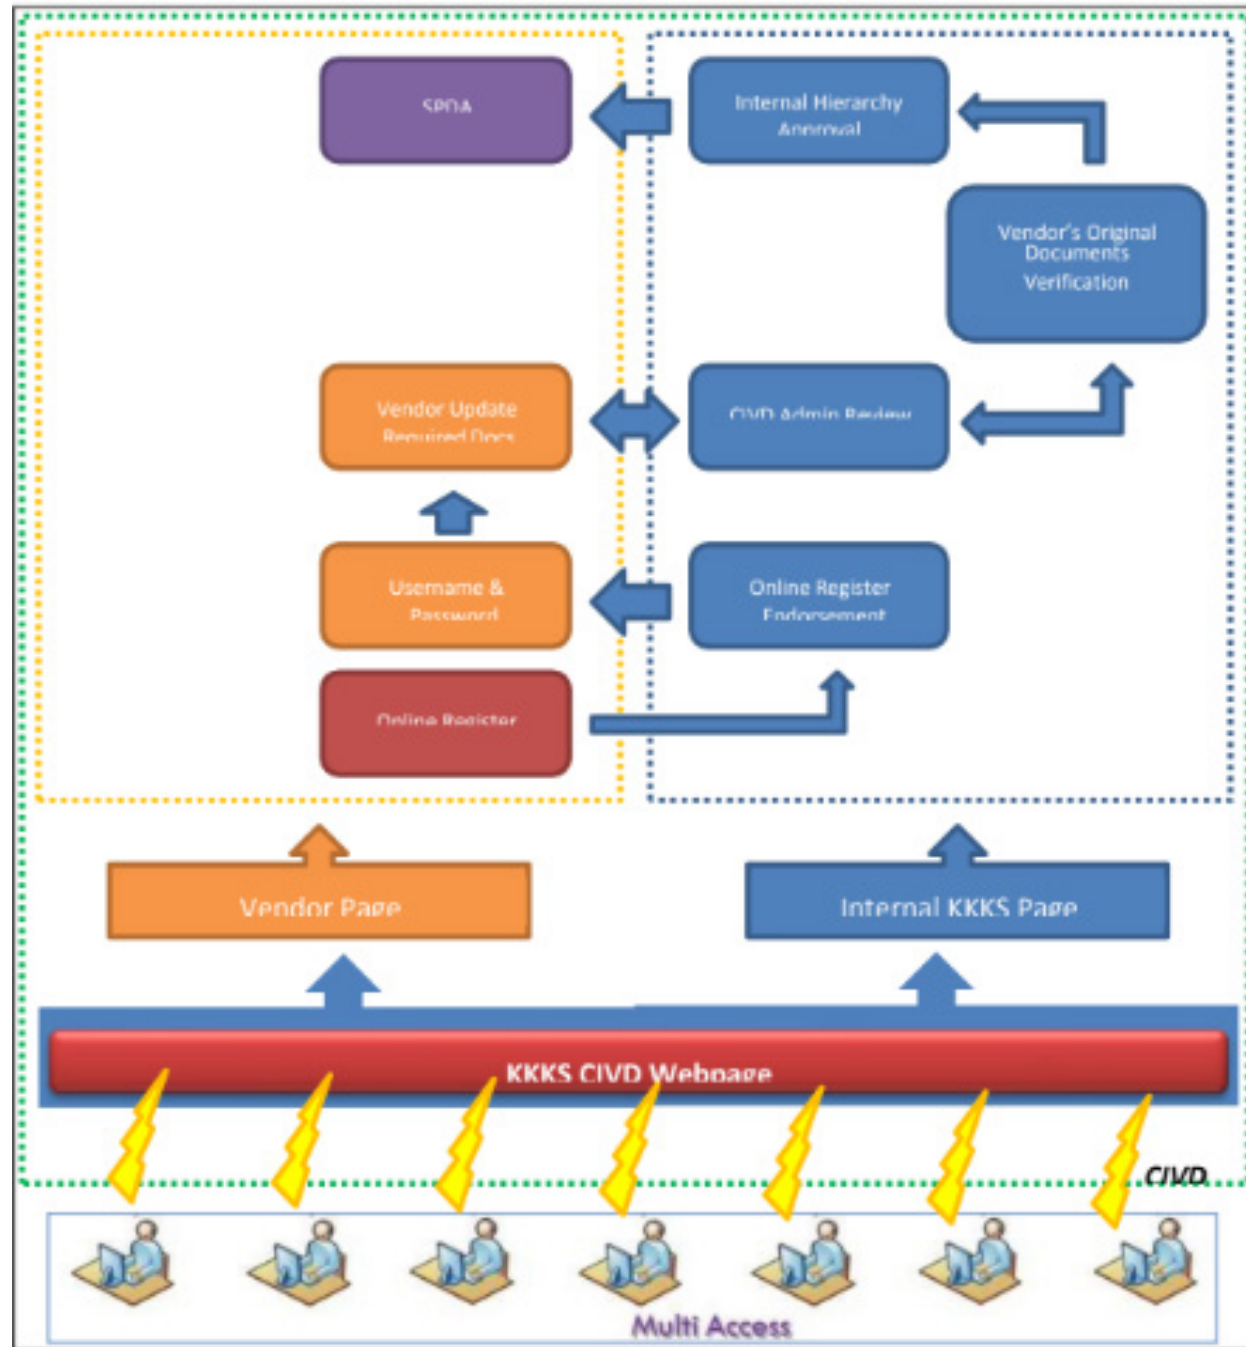 SPDA
Internal Hierarchy
Approval
Vendor's Original
Documents
Verification
Vendor Update
Required Docs
CIVD Admin Review
Username &
Password
Online Register
Endorsement
Online Register
Vendor Page
Internal KKKS Page
KKKS CIVD Webpage
CIVD
Multi Access